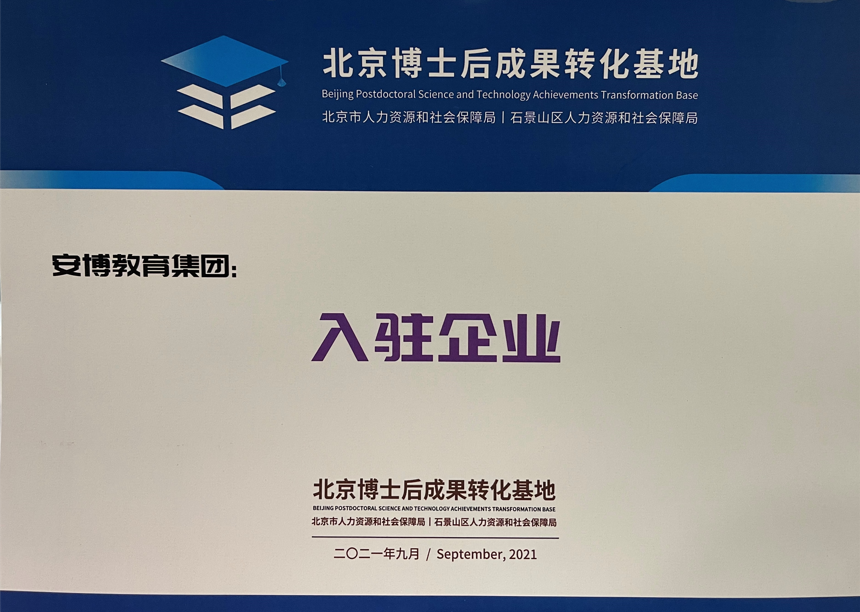 北京博士后成果转化基地
Beijing Postdoctoral Science and Technology Achievements Transformation Base
北京市人力资源和社会保障局丨石景山区人力资源和社会保障局
安博教育集团:
入驻企业
北京博士后成果转化基地
BEIJING POSTDOCTORAL SCIENCE AND TECHNOLOGY ACHIEVEMENTS TRANSFORMATION BASE
北京市人力资源和社会保障局丨石景山区人力资源和社会保障局
二〇二一年九月 / September, 2021